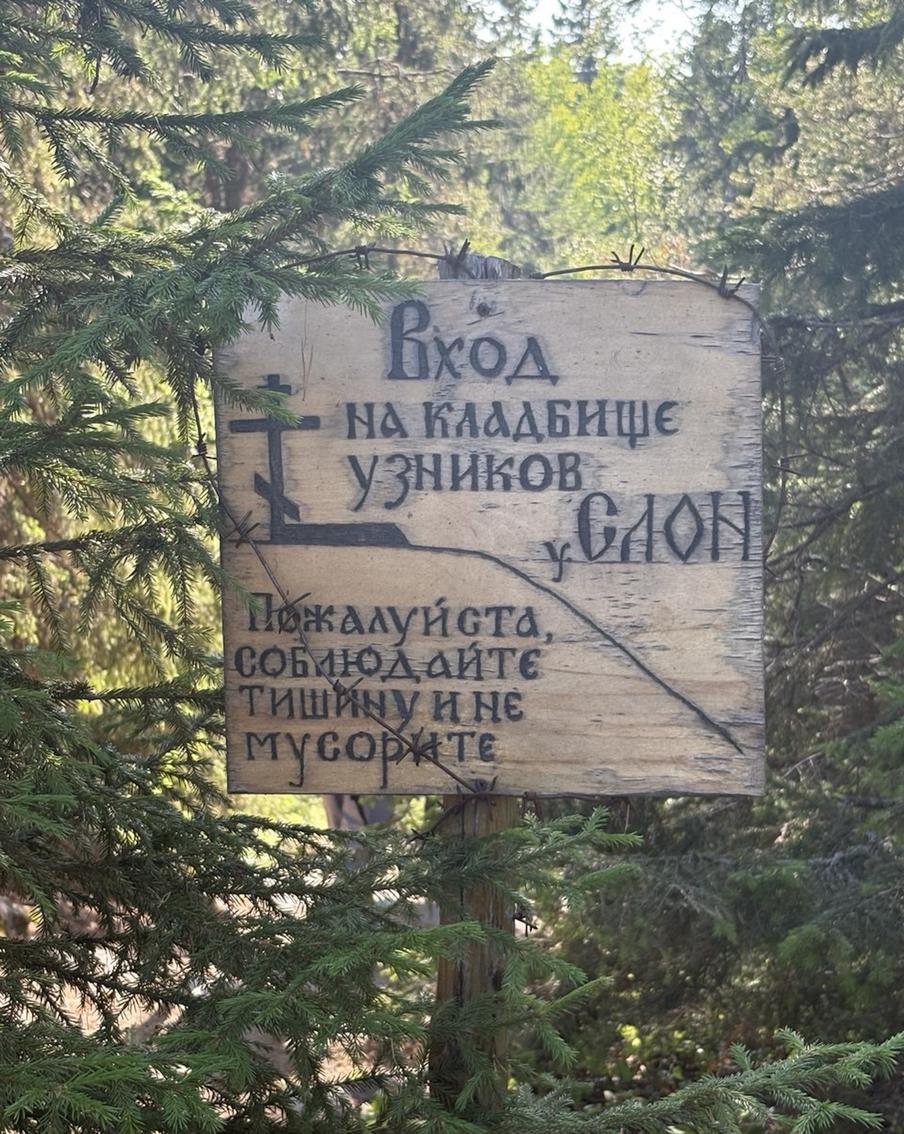 Вход
на кладбище
узников
у СЛОН
Пожалуйста,
соблюдайте
тишину и не
мусорите